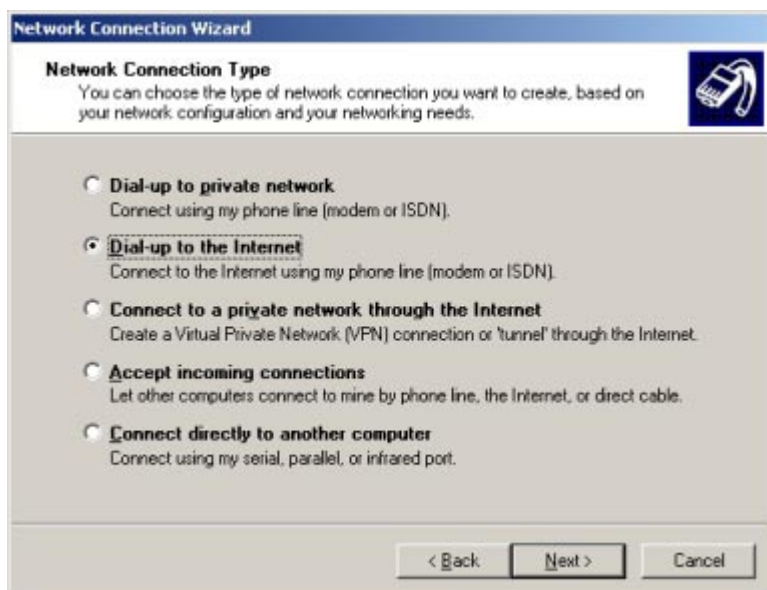 Network Connection Wizard
Network Connection Type
You can choose the type of network connection you want to create, based on
your network configuration and your networking needs.
Dial-up to private network
Connect using my phone line (modem or ISDN).
Dial-up to the Internet
Connect to the Internet using my phone line (modem or ISDN).
Connect to a private network through the Internet
Create a Virtual Private Network (VPN) connection or 'tunnel' through the Internet.
Accept incoming connections
Let other computers connect to mine by phone line, the Internet, or direct cable.
Connect directly to another computer
Connect using my serial, parallel, or infrared port.
< Back Next > Cancel